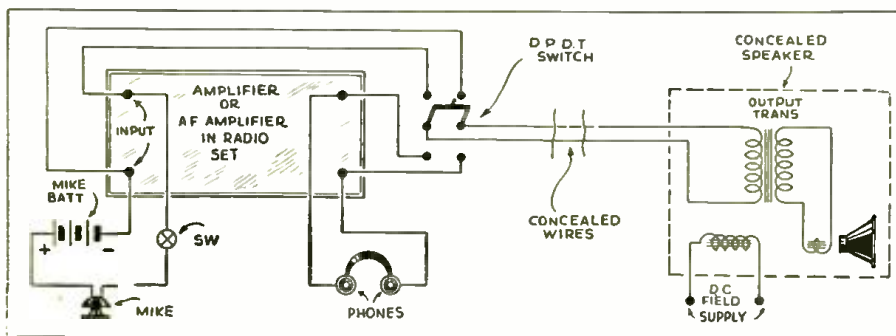 D.P.D.T
SWITCH
CONCEALED
SPEAKER
AMPLIFIER
OR
AF AMPLIFIER
IN RADIO
SET
INPUT
OUTPUT
TRANS
MIKE
BATT
+
-
SW
MIKE
PHONES
CONCEALED
WIRES
D C
FIELD
SUPPLY